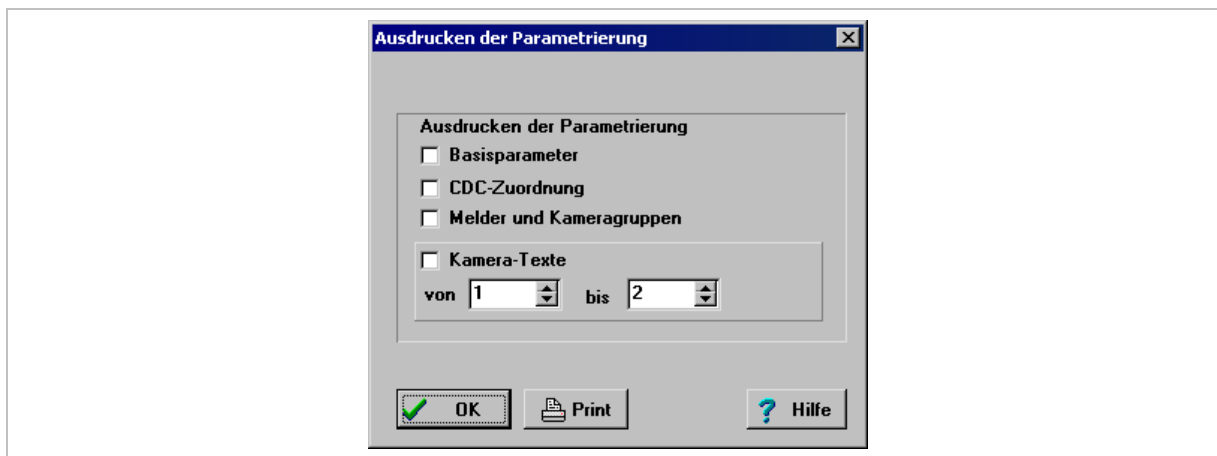 Ausdrucken der Parametrierung
Ausdrucken der Parametrierung
Basisparameter
CDC-Zuordnung
Melder und Kameragruppen
Kamera-Texte
von 1 bis 2
OK Print Hilfe